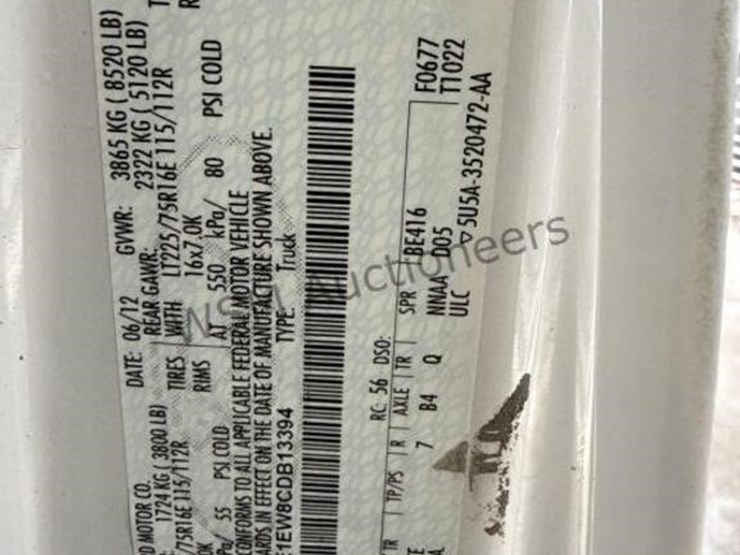 D MOTOR CO. DATE: 06/12 GVWR: 3865 KG ( 8520 LB)
1724 KG ( 3800 LB) REAR GAWR: 2322 KG ( 5120 LB)
/75R16E 115/112R TIRES WITH LT225/75R16E 115/112R
RIMS 16x7.0K
55 PSI COLD AT 550 kPa/ 80 PSI COLD
CONFORMS TO ALL APPLICABLE FEDERAL MOTOR VEHICLE
ARDS IN EFFECT ON THE DATE OF MANUFACTURE SHOWN ABOVE.
1EW8CDB13394 TYPE: Truck
RC: 56 DSO:
TR TP/PS R AXLE TR SPR BE416 F0677
7 B4 Q NNAA D05 T1022
ULC ▽5U5A-3520472-AA
Auctioneers